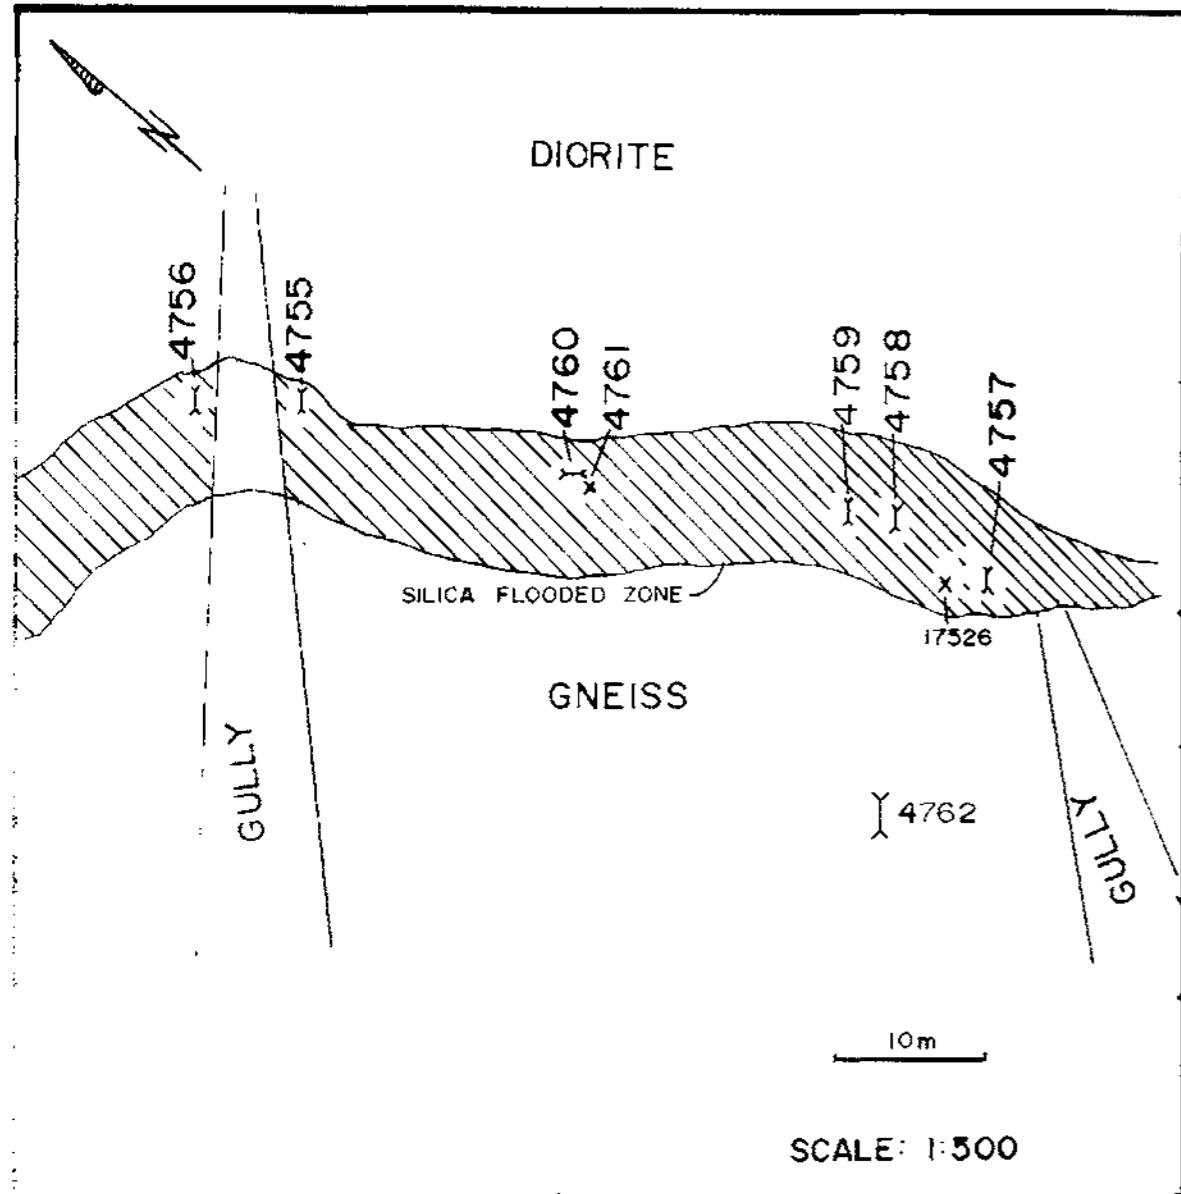 N
DIORITE
4756
4755
4760
4761
4759
4758
4757
SILICA FLOODED ZONE
17326
GNEISS
GULLY
4762
GULLY
10m
SCALE: 1:500